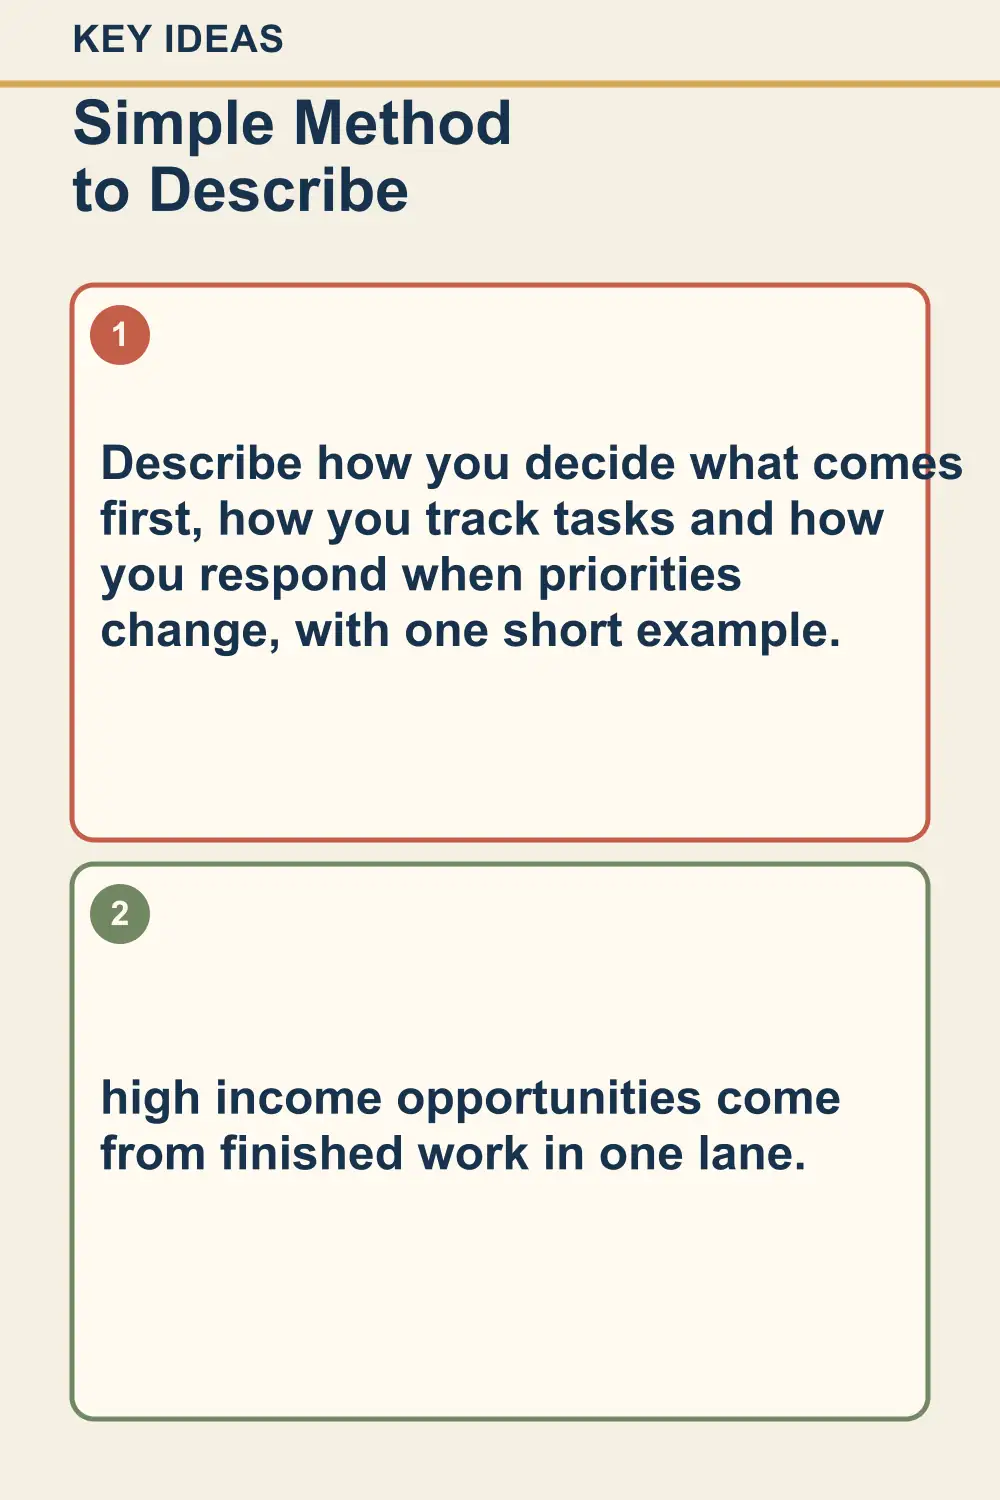 KEY IDEAS
Simple Method
to Describe
1
Describe how you decide what comes
first, how you track tasks and how
you respond when priorities
change, with one short example.
2
high income opportunities come
from finished work in one lane.